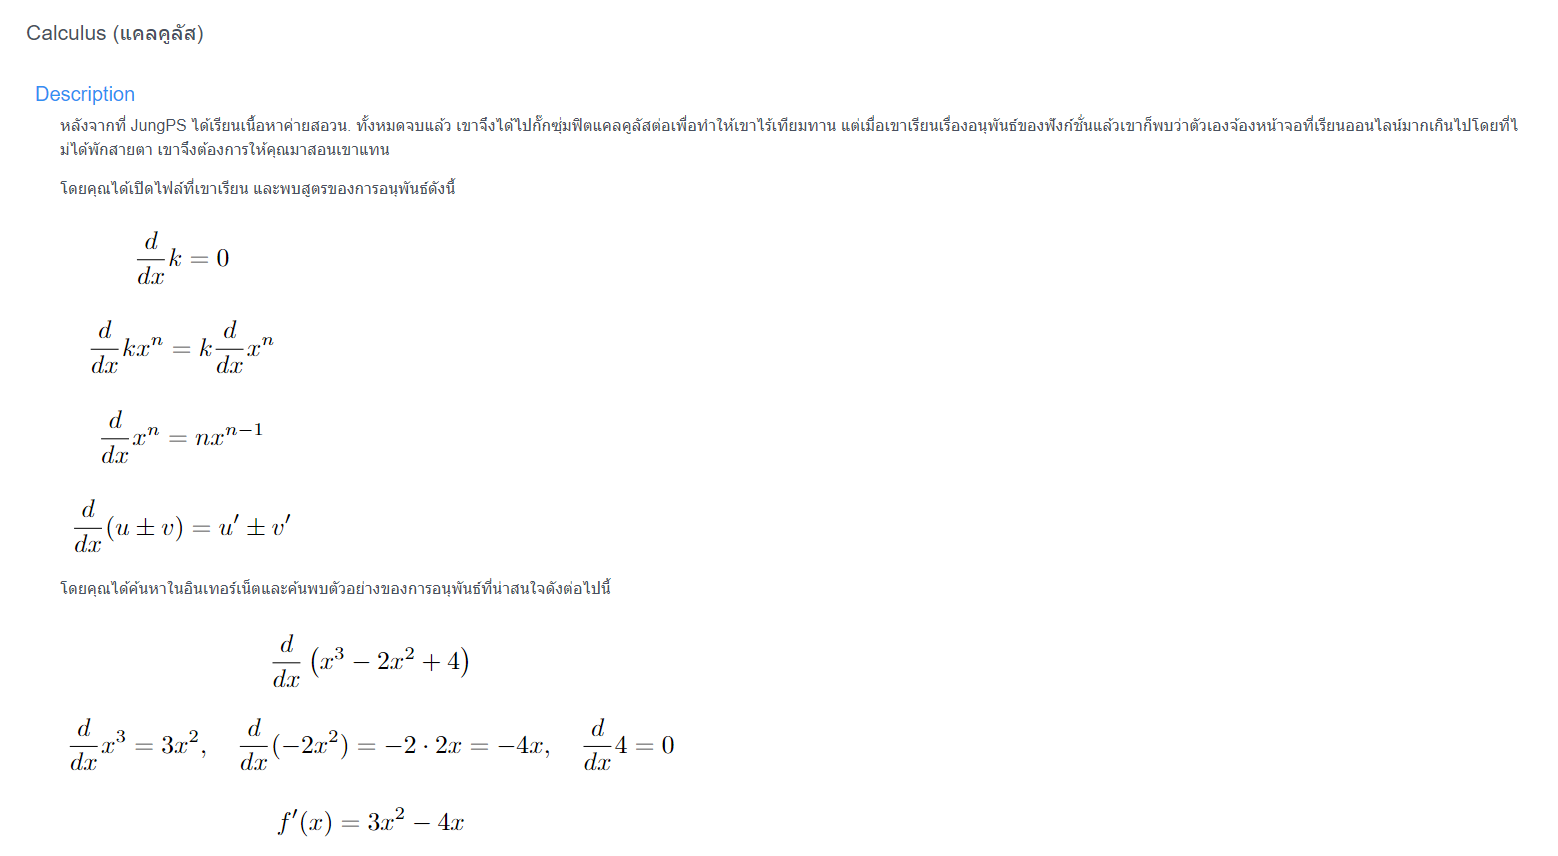 Calculus (แคลคูลัส)
Description
หลังจากที่ JungPS ได้เรียนเนื้อหาค่ายสอวน. ทั้งหมดจบแล้ว เขาจึงได้ไปกั๊กซุ่มฟิตแคลคูลัสต่อเพื่อทำให้เขาไร้เทียมทาน แต่เมื่อเขาเรียนเรื่องอนุพันธ์ของฟังก์ชั่นแล้วเขาก็พบว่าตัวเองจ้องหน้าจอที่เรียนออนไลน์มากเกินไปโดยที่ไ
ม่ได้พักสายตา เขาจึงต้องการให้คุณมาสอนเขาแทน
โดยคุณได้เปิดไฟล์ที่เขาเรียน และพบสูตรของการอนุพันธ์ดังนี้
\frac{d}{dx}k = 0
\frac{d}{dx}kx^n = k\frac{d}{dx}x^n
\frac{d}{dx}x^n = nx^{n-1}
\frac{d}{dx}(u ± v) = u′ ± v′
โดยคุณได้ค้นหาในอินเทอร์เน็ตและค้นพบตัวอย่างของการอนุพันธ์ที่น่าสนใจดังต่อไปนี้
\frac{d}{dx}(x^3 − 2x^2 + 4)
\frac{d}{dx}x^3 = 3x^2, \frac{d}{dx}(−2x^2) = −2 · 2x = −4x, \frac{d}{dx}4 = 0
f′(x) = 3x^2 − 4x